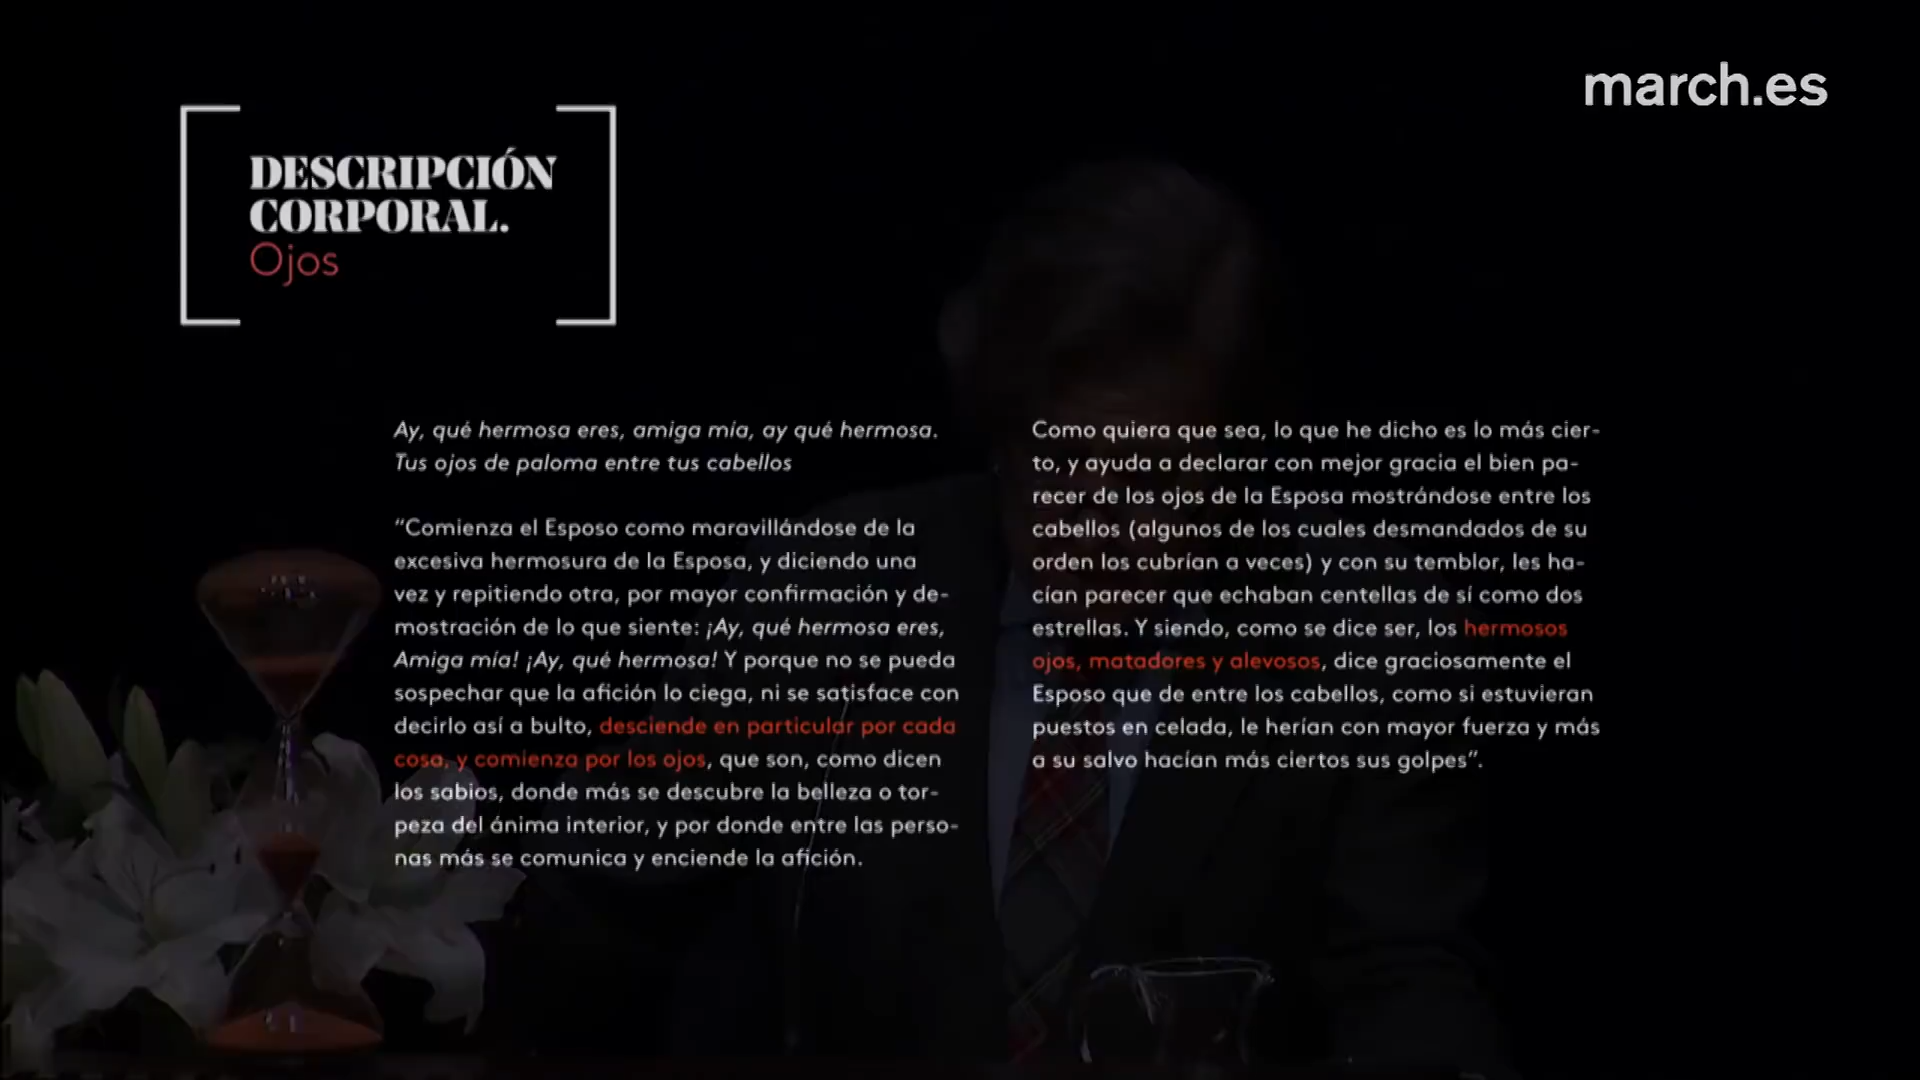 march.es
DESCRIPCIÓN
CORPORAL.
Ojos
Ay, qué hermosa eres, amiga mía, ay qué hermosa.
Tus ojos de paloma entre tus cabellos
“Comienza el Esposo como maravillándose de la
excesiva hermosura de la Esposa, y diciendo una
vez y repitiendo otra, por mayor confirmación y de-
mostración de lo que siente: ¡Ay, qué hermosa eres,
Amiga mía! ¡Ay, qué hermosa! Y porque no se pueda
sospechar que la afición lo ciega, ni se satisface con
decirlo así a bulto, desciende en particular por cada
cosa, y comienza por los ojos, que son, como dicen
los sabios, donde más se descubre la belleza o tor-
peza del ánima interior, y por donde entre las perso-
nas más se comunica y enciende la afición.
Como quiera que sea, lo que he dicho es lo más cier-
to, y ayuda a declarar con mejor gracia el bien pa-
recer de los ojos de la Esposa mostrándose entre los
cabellos (algunos de los cuales desmandados de su
orden los cubrían a veces) y con su temblor, les ha-
cían parecer que echaban centellas de sí como dos
estrellas. Y siendo, como se dice ser, los hermosos
ojos, matadores y alevosos, dice graciosamente el
Esposo que de entre los cabellos, como si estuvieran
puestos en celada, le herían con mayor fuerza y más
a su salvo hacían más ciertos sus golpes”.